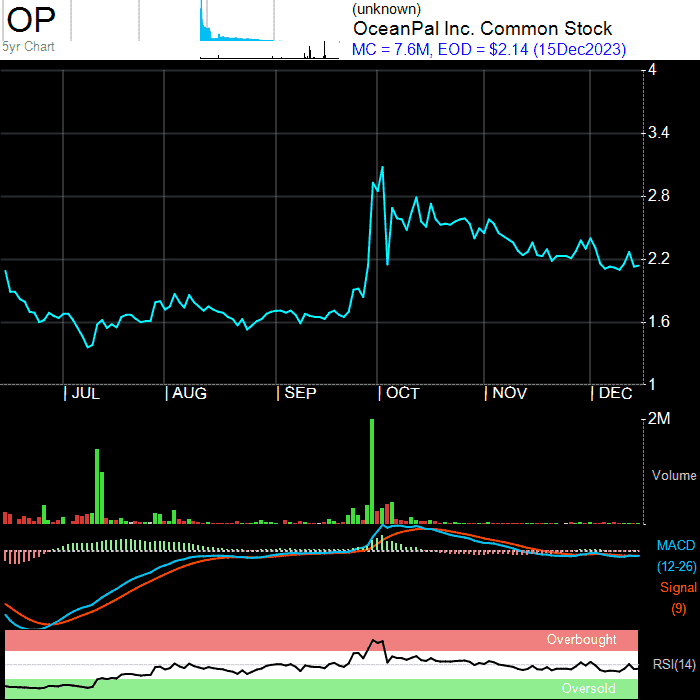 OP
5yr Chart
(unknown)
OceanPal Inc. Common Stock
MC = 7.6M, EOD = $2.14 (15Dec2023)
4
3.4
2.8
2.2
1.6
1
JUL AUG SEP OCT NOV DEC
2M
Volume
MACD
(12-26)
Signal
(9)
Overbought
RSI(14)
Oversold